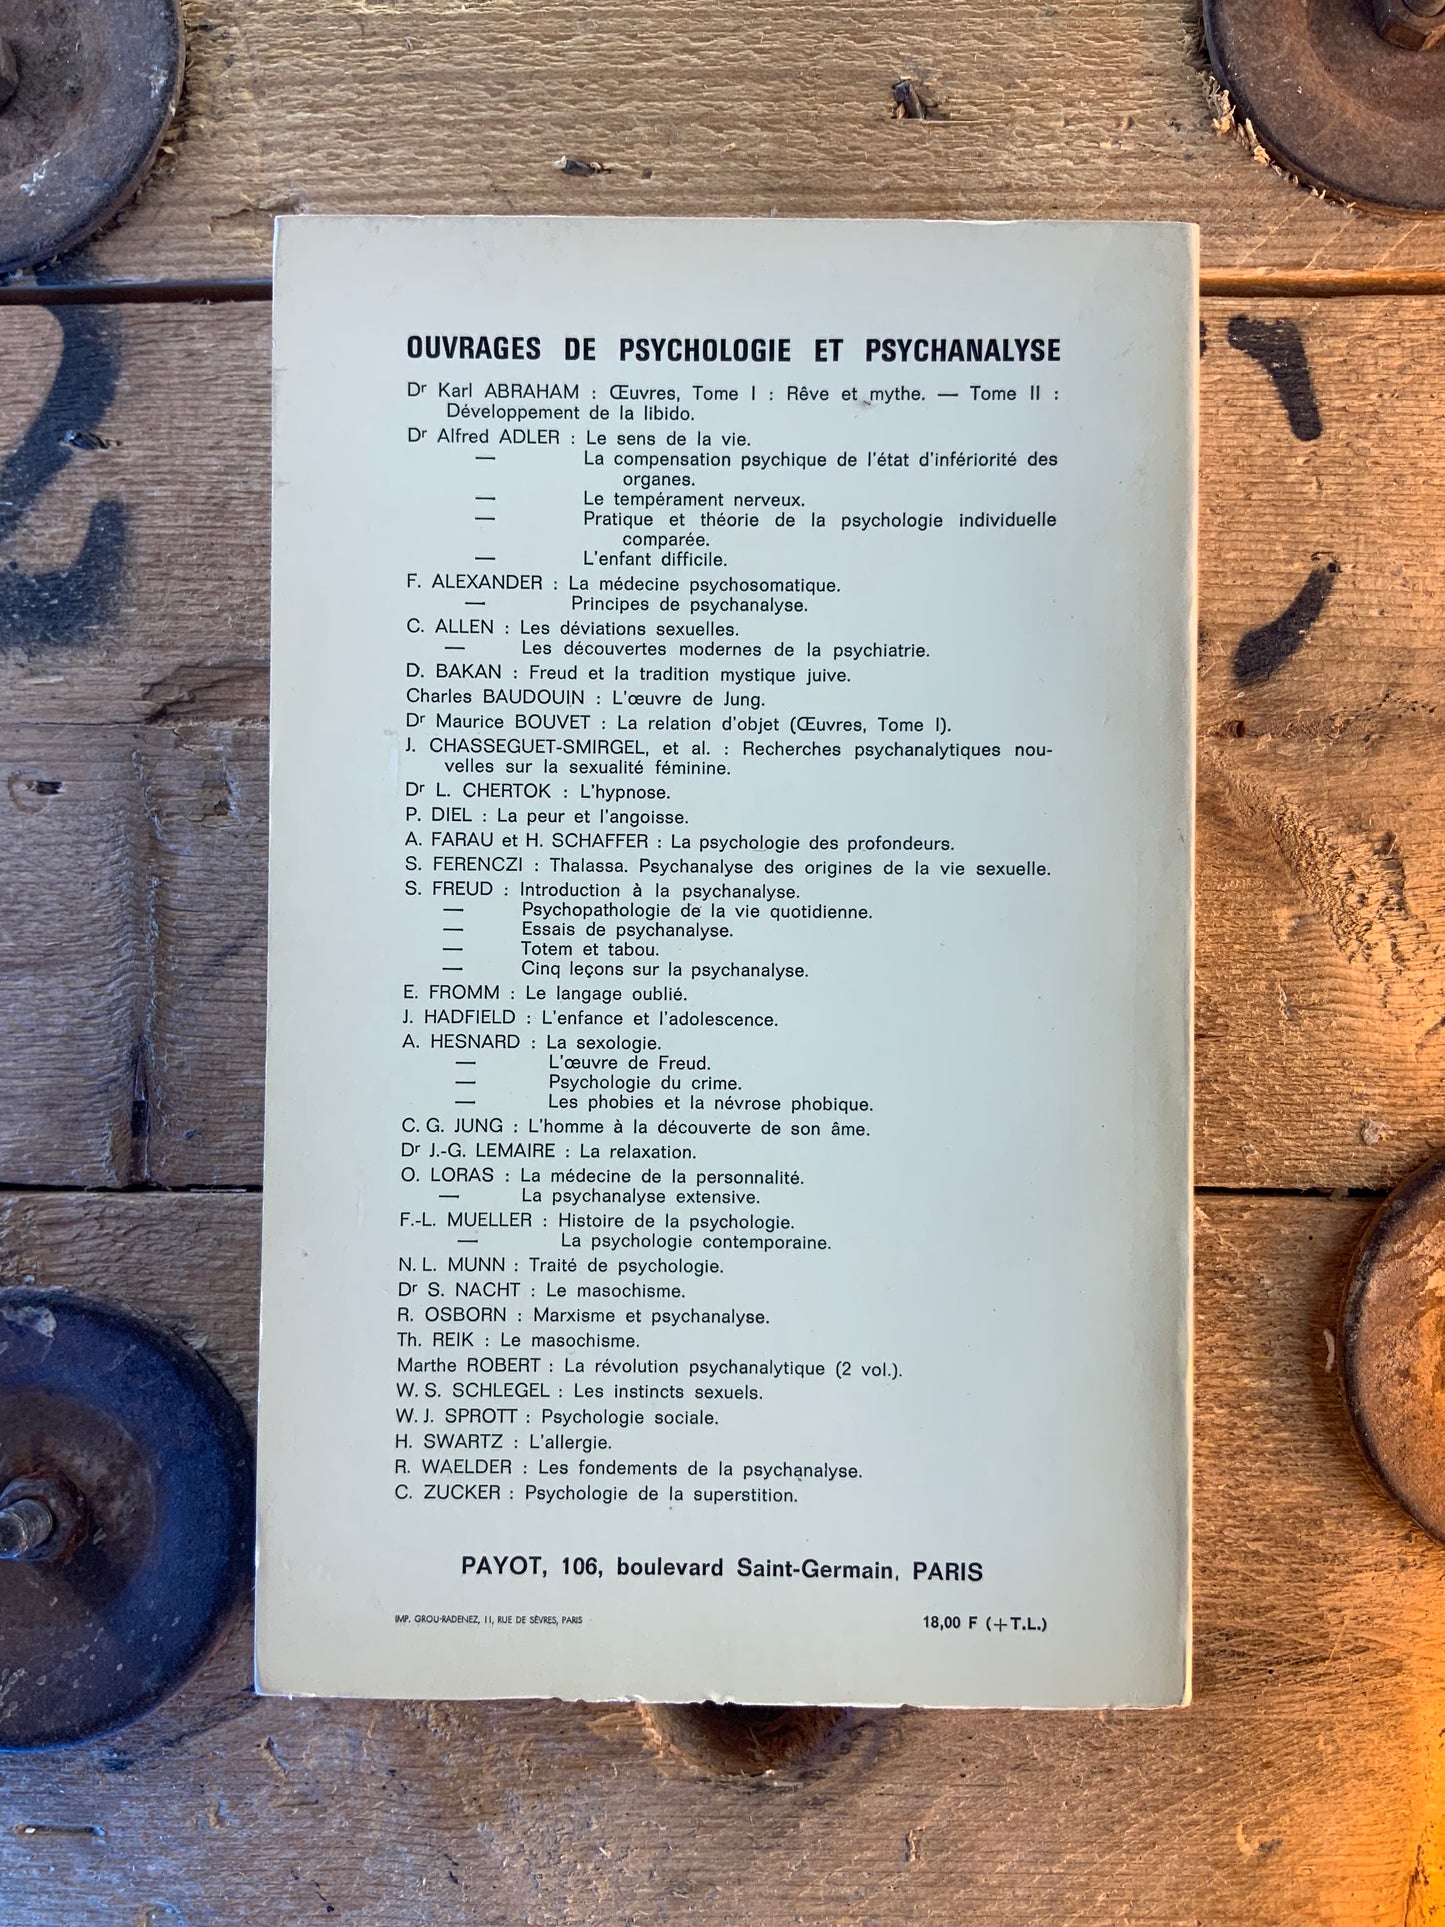 OUVRAGES DE PSYCHOLOGIE ET PSYCHANALYSE
Dr Karl ABRAHAM : Œuvres, Tome I : Rêve et mythe. — Tome II :
Développement de la libido.
Dr Alfred ADLER : Le sens de la vie.
— La compensation psychique de l'état d'infériorité des
organes.
— Le tempérament nerveux.
— Pratique et théorie de la psychologie individuelle
comparée.
— L'enfant difficile.
F. ALEXANDER : La médecine psychosomatique.
— Principes de psychanalyse.
C. ALLEN : Les déviations sexuelles.
— Les découvertes modernes de la psychiatrie.
D. BAKAN : Freud et la tradition mystique juive.
Charles BAUDOUIN : L'œuvre de Jung.
Dr Maurice BOUVET : La relation d'objet (Œuvres, Tome I).
J. CHASSEGUET-SMIRGEL, et al. : Recherches psychanalytiques nou-
velles sur la sexualité féminine.
Dr L. CHERTOK : L'hypnose.
P. DIEL : La peur et l'angoisse.
A. FARAU et H. SCHAFFER : La psychologie des profondeurs.
S. FERENCZI : Thalassa. Psychanalyse des origines de la vie sexuelle.
S. FREUD : Introduction à la psychanalyse.
— Psychopathologie de la vie quotidienne.
— Essais de psychanalyse.
— Totem et tabou.
— Cinq leçons sur la psychanalyse.
E. FROMM : Le langage oublié.
J. HADFIELD : L'enfance et l'adolescence.
A. HESNARD : La sexologie.
— L'œuvre de Freud.
— Psychologie du crime.
— Les phobies et la névrose phobique.
C. G. JUNG : L'homme à la découverte de son âme.
Dr J.-G. LEMAIRE : La relaxation.
O. LORAS : La médecine de la personnalité.
— La psychanalyse extensive.
F.-L. MUELLER : Histoire de la psychologie.
— La psychologie contemporaine.
N. L. MUNN : Traité de psychologie.
Dr S. NACHT : Le masochisme.
R. OSBORN : Marxisme et psychanalyse.
Th. REIK : Le masochisme.
Marthe ROBERT : La révolution psychanalytique (2 vol.).
W. S. SCHLEGEL : Les instincts sexuels.
W. J. SPROTT : Psychologie sociale.
H. SWARTZ : L'allergie.
R. WAELDER : Les fondements de la psychanalyse.
C. ZUCKER : Psychologie de la superstition.
PAYOT, 106, boulevard Saint-Germain, PARIS
IMP. GROU-RADENEZ, 11, RUE DE SÈVRES, PARIS
18,00 F (+T.L.)